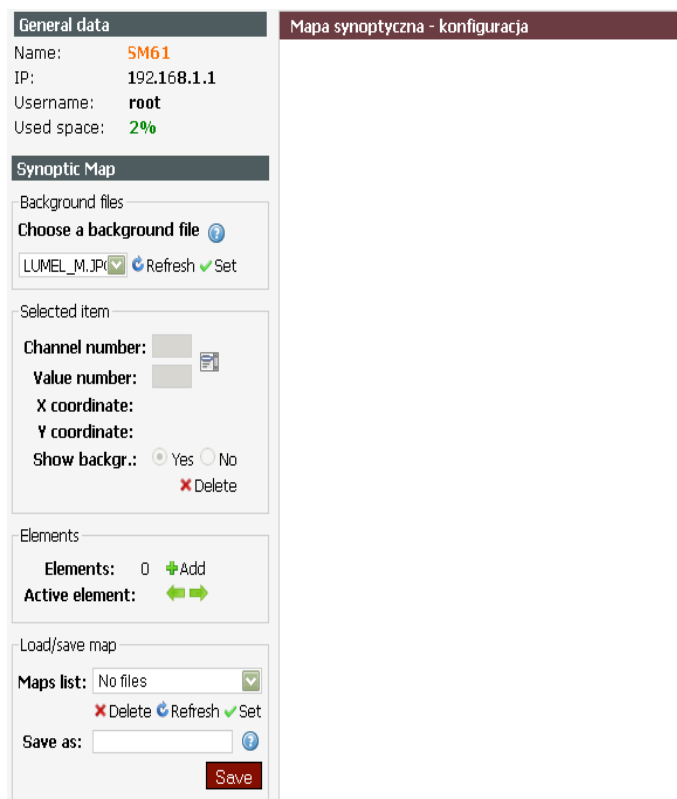 General data
Name: SM61
IP: 192.168.1.1
Username: root
Used space: 2%
Synoptic Map
Background files
Choose a background file
LUMEL_M.JPG Refresh Set
Selected item
Channel number:
Value number:
X coordinate:
Y coordinate:
Show backgr.: Yes No
Delete
Elements
Elements: 0 Add
Active element:
Load/save map
Maps list: No files
Delete Refresh Set
Save as:
Save
Mapa synoptyczna - konfiguracja